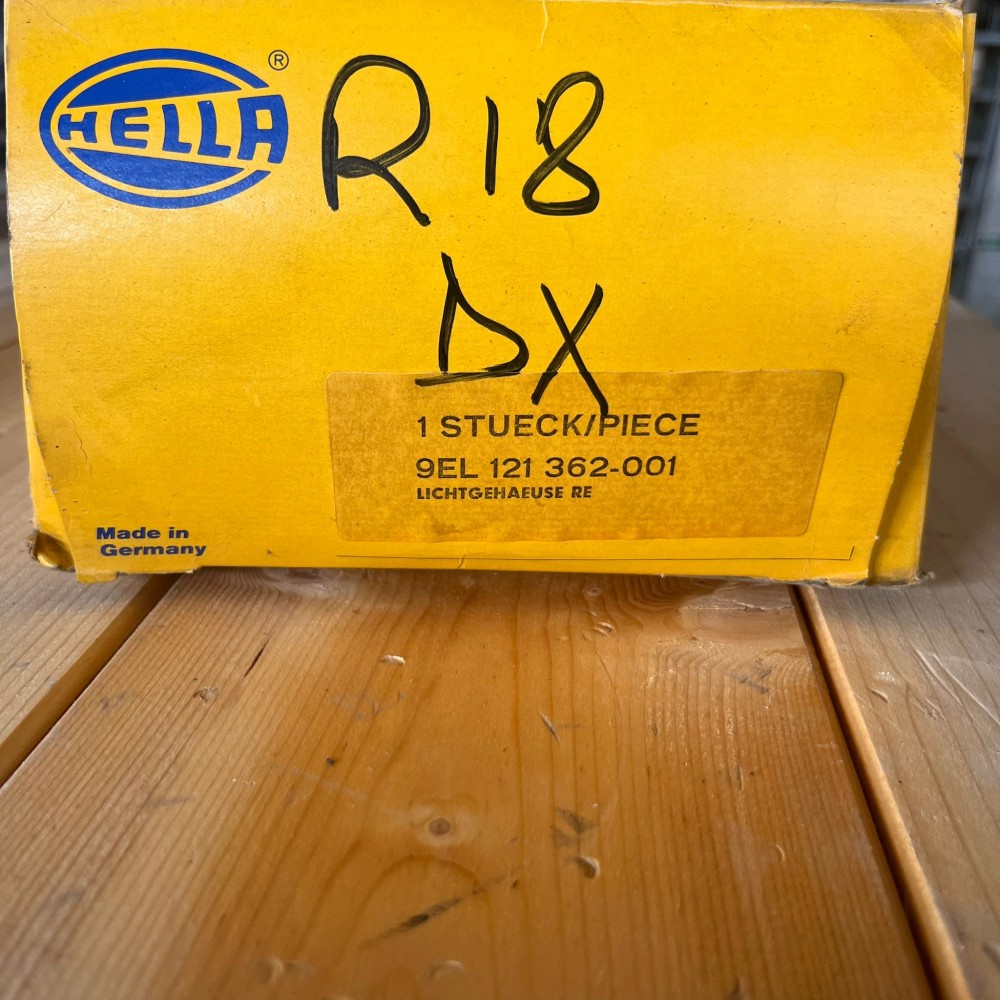 HELLA ®
R18
DX
1 STUECK/PIECE
9EL 121 362-001
LICHTGEHAEUSE RE
Made in
Germany